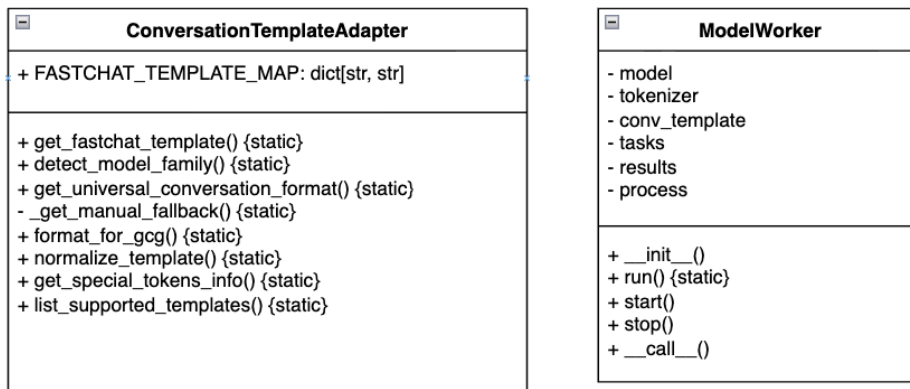 ConversationTemplateAdapter
+ FASTCHAT_TEMPLATE_MAP: dict[str, str]
+ get_fastchat_template() {static}
+ detect_model_family() {static}
+ get_universal_conversation_format() {static}
- _get_manual_fallback() {static}
+ format_for_gcg() {static}
+ normalize_template() {static}
+ get_special_tokens_info() {static}
+ list_supported_templates() {static}
ModelWorker
- model
- tokenizer
- conv_template
- tasks
- results
- process
+ __init__()
+ run() {static}
+ start()
+ stop()
+ __call__()